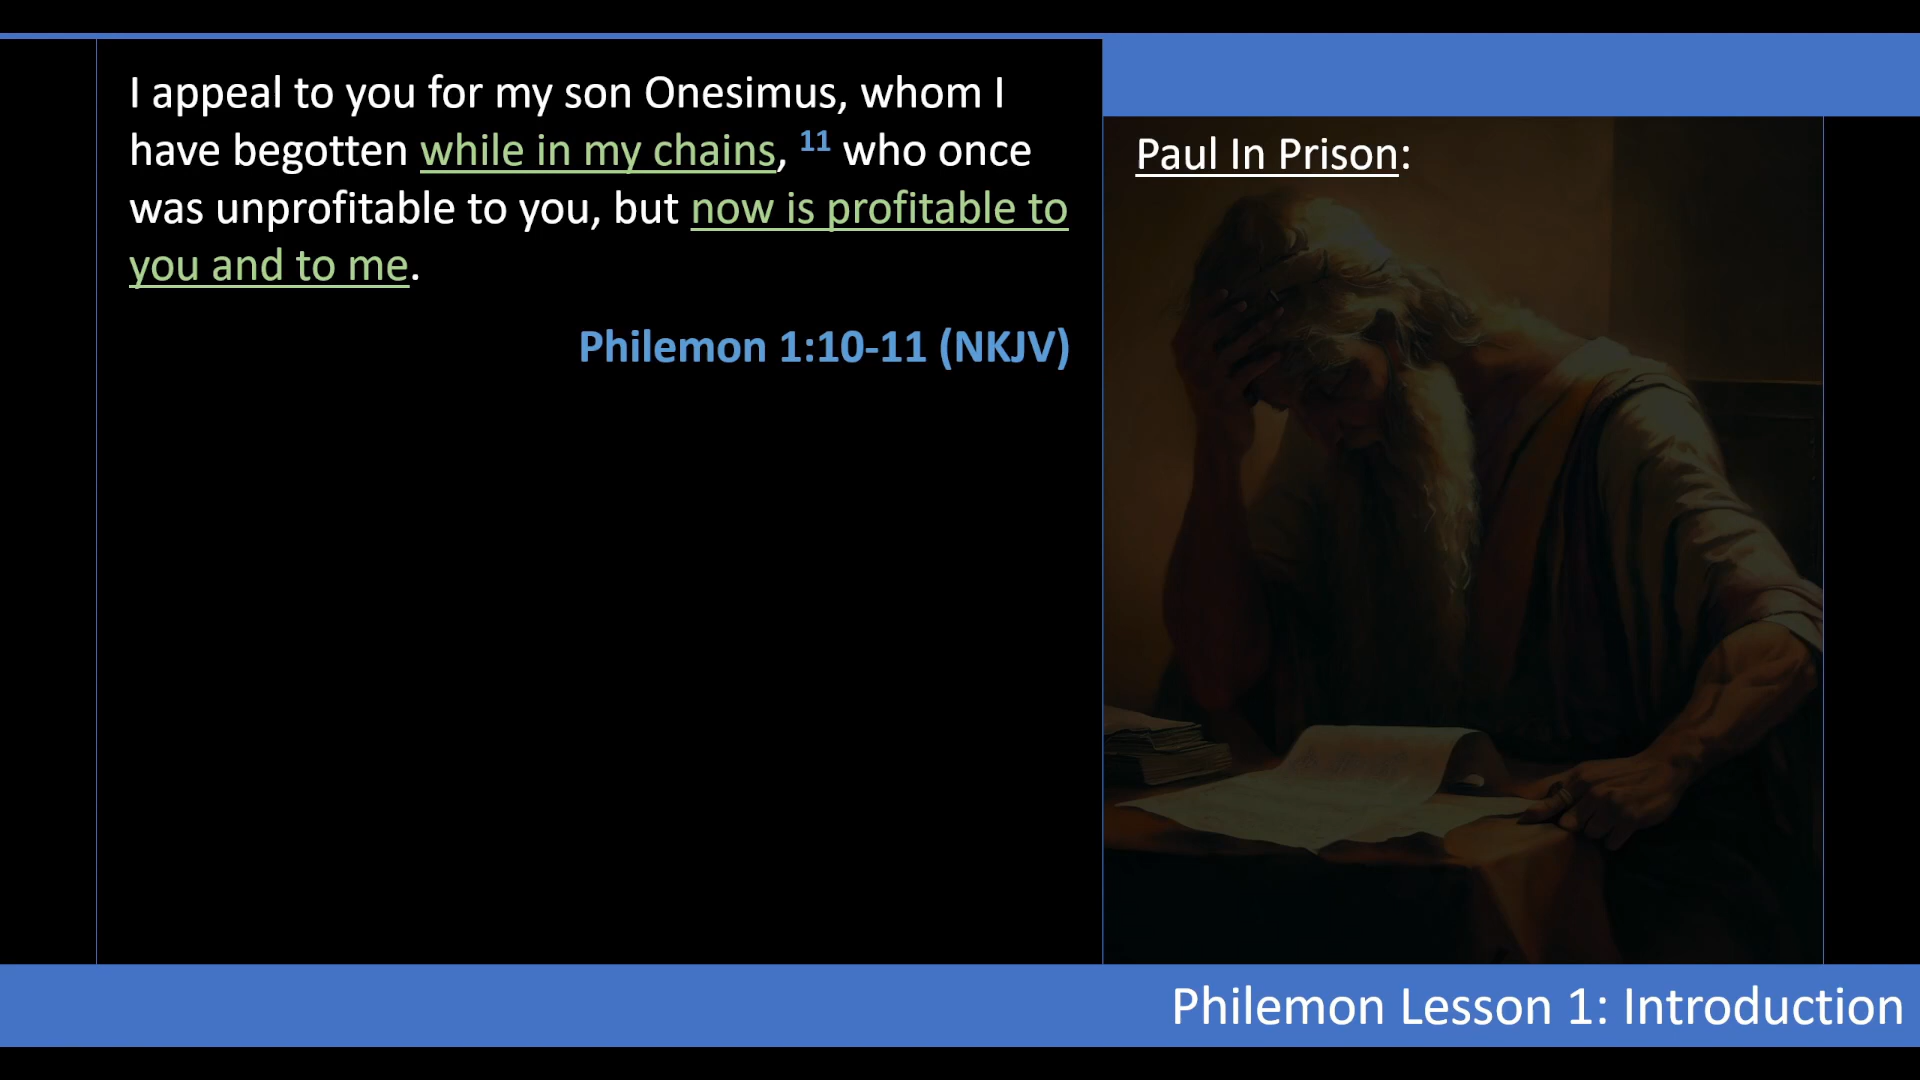 I appeal to you for my son Onesimus, whom I
have begotten while in my chains, 11 who once
was unprofitable to you, but now is profitable to
you and to me.
Philemon 1:10-11 (NKJV)
Paul In Prison:
Philemon Lesson 1: Introduction